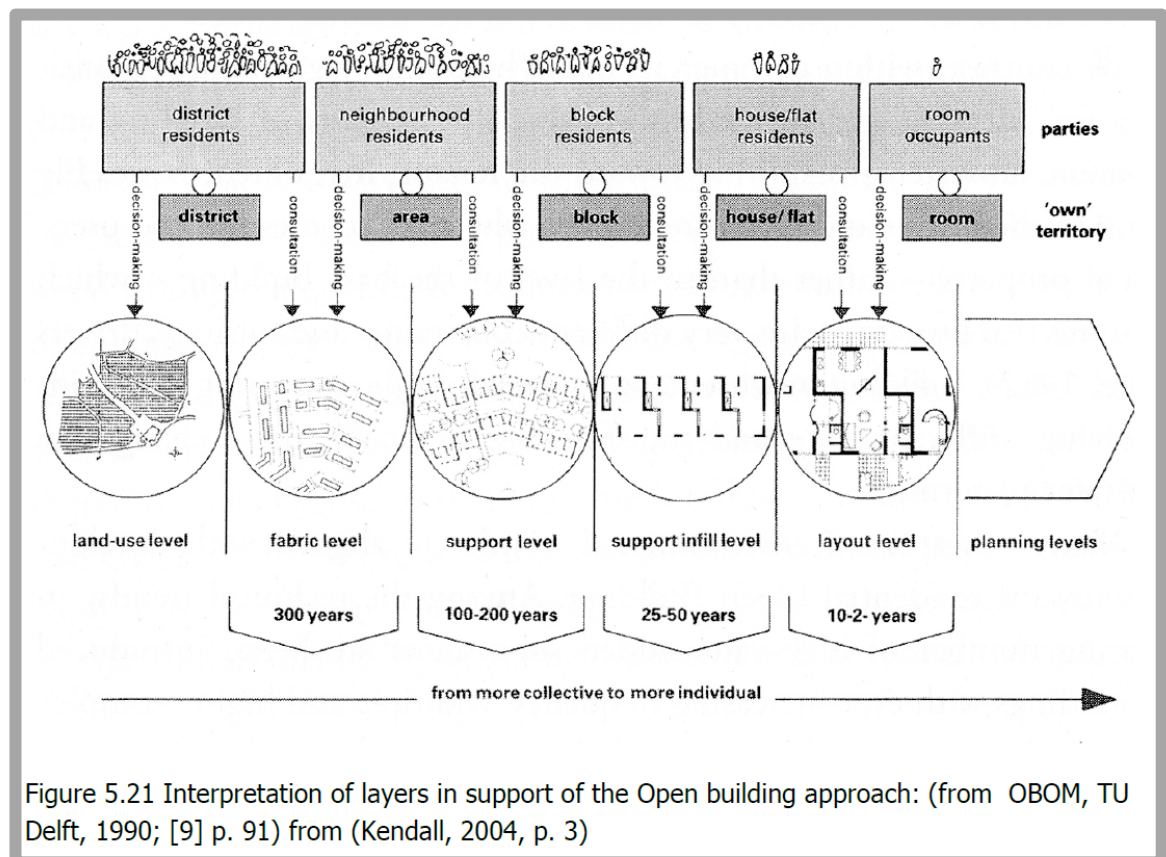 district
residents
neighbourhood
residents
block
residents
house/flat
residents
room
occupants
parties
district
area
block
house/flat
room
'own'
territory
decision-making
consultation
decision-making
consultation
decision-making
decision-making
consultation
decision-making
land-use level
fabric level
support level
support infill level
layout level
planning levels
300 years
100-200 years
25-50 years
10-2- years
from more collective to more individual
Figure 5.21 Interpretation of layers in support of the Open building approach: (from OBOM, TU
Delft, 1990; [9] p. 91) from (Kendall, 2004, p. 3)